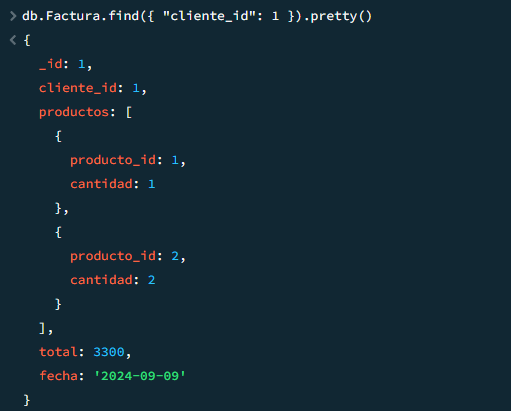 > db.Factura.find({ "cliente_id": 1 }).pretty()
< {
    _id: 1,
    cliente_id: 1,
    productos: [
      {
        producto_id: 1,
        cantidad: 1
      },
      {
        producto_id: 2,
        cantidad: 2
      }
    ],
    total: 3300,
    fecha: '2024-09-09'
  }